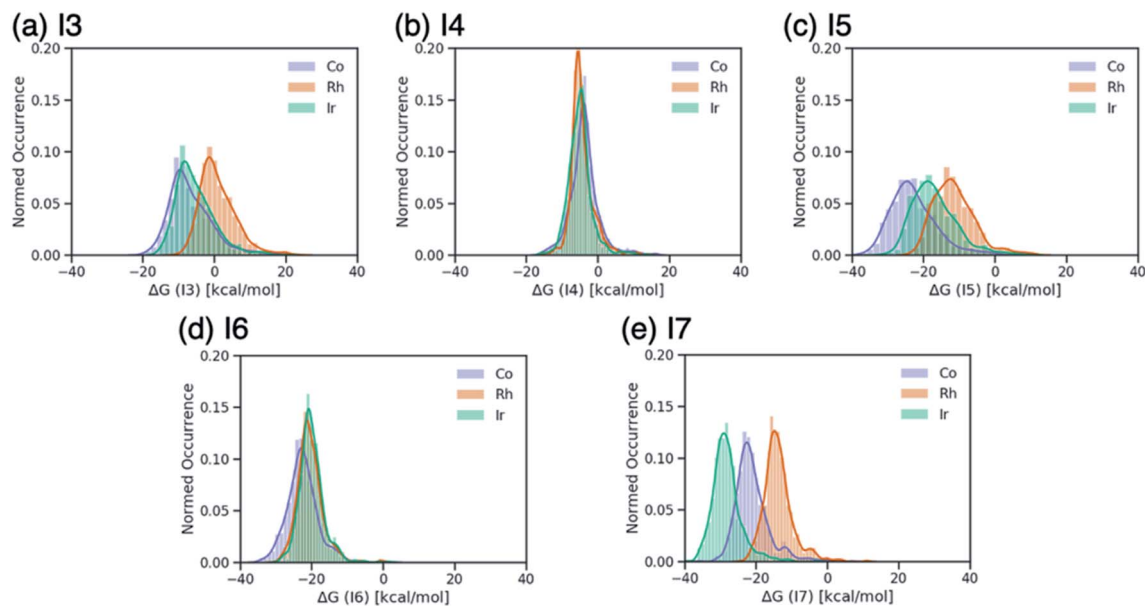 (a) I3
0.20
0.15
0.10
0.05
0.00
Normed Occurrence
Co
Rh
Ir
−40 −20 0 20 40
ΔG (I3) [kcal/mol]
(b) I4
0.20
0.15
0.10
0.05
0.00
Normed Occurrence
Co
Rh
Ir
−40 −20 0 20 40
ΔG (I4) [kcal/mol]
(c) I5
0.20
0.15
0.10
0.05
0.00
Normed Occurrence
Co
Rh
Ir
−40 −20 0 20 40
ΔG (I5) [kcal/mol]
(d) I6
0.20
0.15
0.10
0.05
0.00
Normed Occurrence
Co
Rh
Ir
−40 −20 0 20 40
ΔG (I6) [kcal/mol]
(e) I7
0.20
0.15
0.10
0.05
0.00
Normed Occurrence
Co
Rh
Ir
−40 −20 0 20 40
ΔG (I7) [kcal/mol]